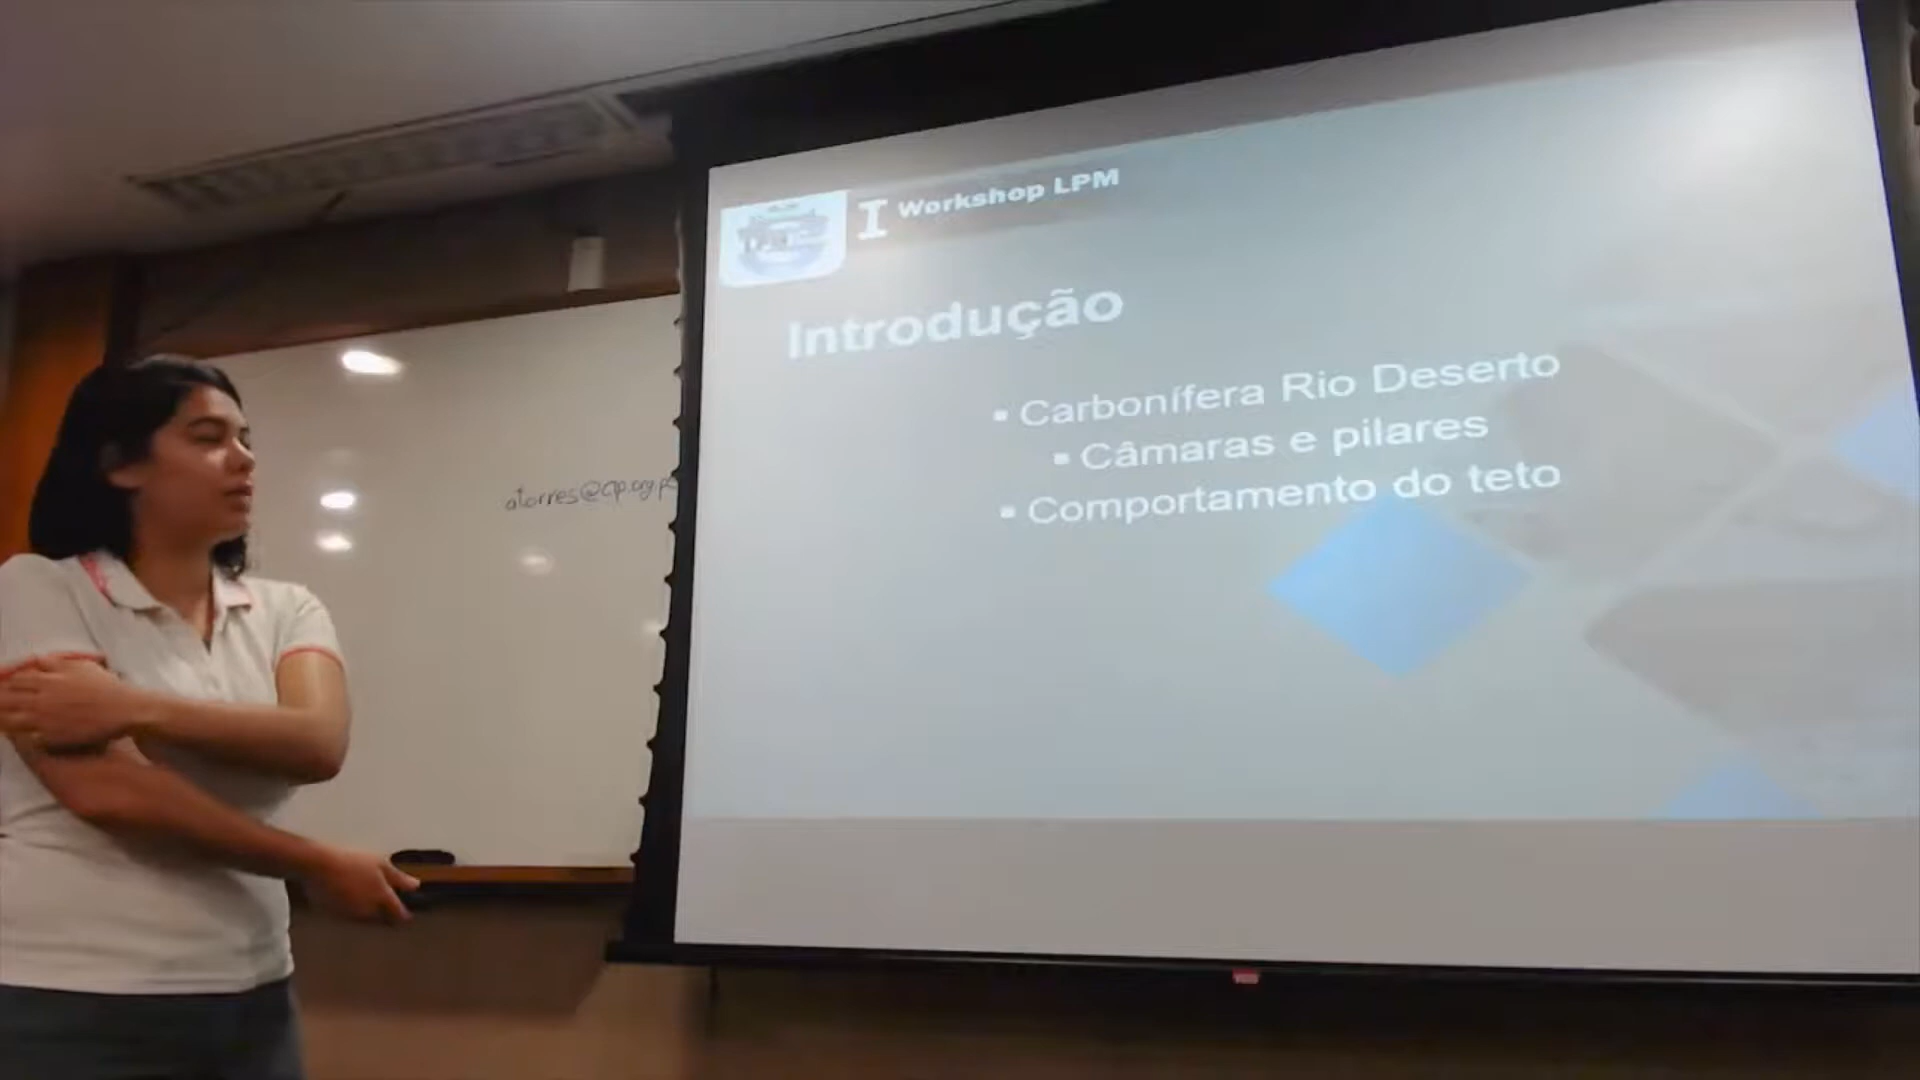 I Workshop LPM
Introdução
▪ Carbonífera Rio Deserto
▪ Câmaras e pilares
▪ Comportamento do teto